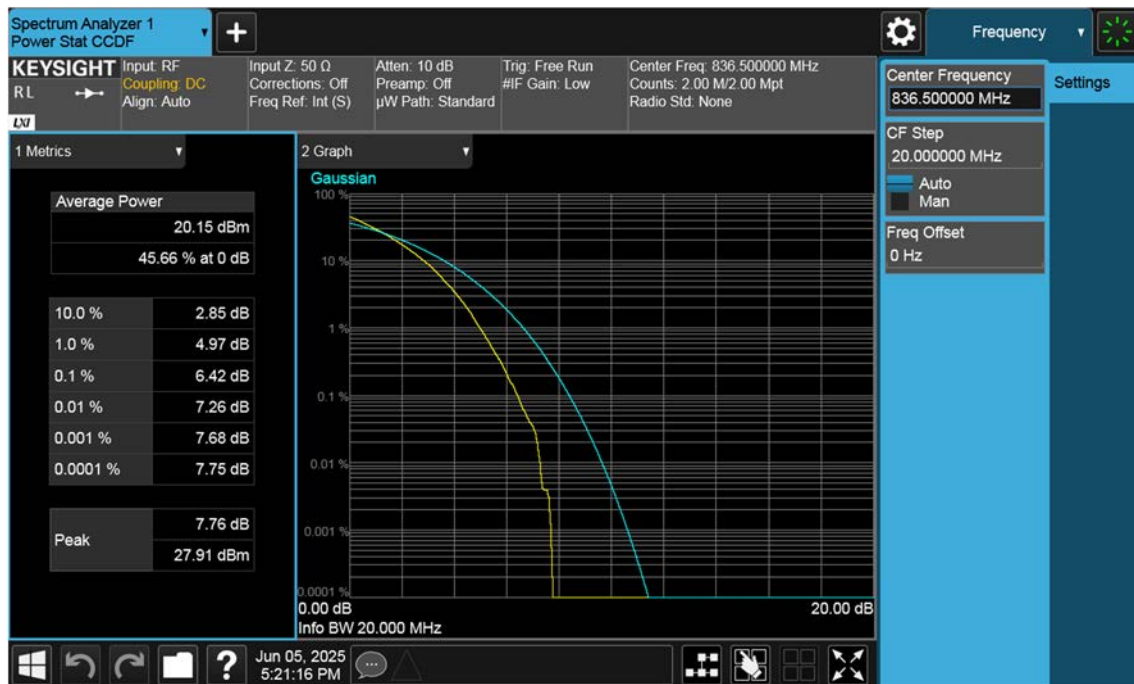 Spectrum Analyzer 1
Power Stat CCDF
Frequency
KEYSIGHT
RL
LXI
Input: RF
Coupling: DC
Align: Auto
Input Z: 50 Ω
Corrections: Off
Freq Ref: Int (S)
Atten: 10 dB
Preamp: Off
µW Path: Standard
Trig: Free Run
#IF Gain: Low
Center Freq: 836.500000 MHz
Counts: 2.00 M/2.00 Mpt
Radio Std: None
Center Frequency
836.500000 MHz
Settings
CF Step
20.000000 MHz
Auto
Man
Freq Offset
0 Hz
1 Metrics
Average Power
20.15 dBm
45.66 % at 0 dB
10.0 % 2.85 dB
1.0 % 4.97 dB
0.1 % 6.42 dB
0.01 % 7.26 dB
0.001 % 7.68 dB
0.0001 % 7.75 dB
Peak
7.76 dB
27.91 dBm
2 Graph
Gaussian
100 %
10 %
1 %
0.1 %
0.01 %
0.001 %
0.0001 %
0.00 dB 20.00 dB
Info BW 20.000 MHz
?
Jun 05, 2025
5:21:16 PM